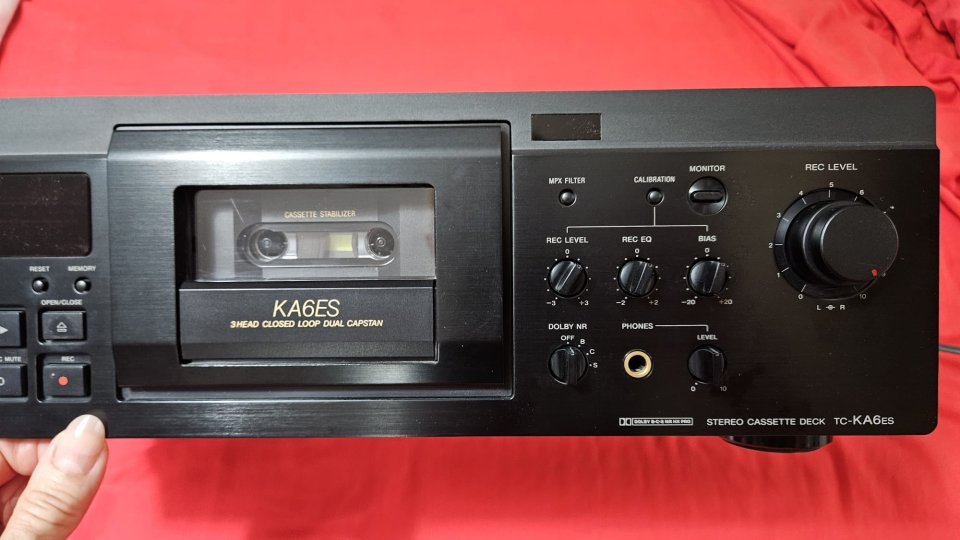 RESET MEMORY
OPEN/CLOSE
MUTE
REC
CASSETTE STABILIZER
KA6ES
3HEAD CLOSED LOOP DUAL CAPSTAN
MPX FILTER
CALIBRATION
MONITOR
REC LEVEL
0 2 3 4 5 6 10
L R
REC LEVEL
0
-3 +3
REC EQ
0
-2 +2
BIAS
0
-20 +20
DOLBY NR
OFF B C S
PHONES
LEVEL
0 10
DOLBY B-C-S NR HX PRO
STEREO CASSETTE DECK TC-KA6ES